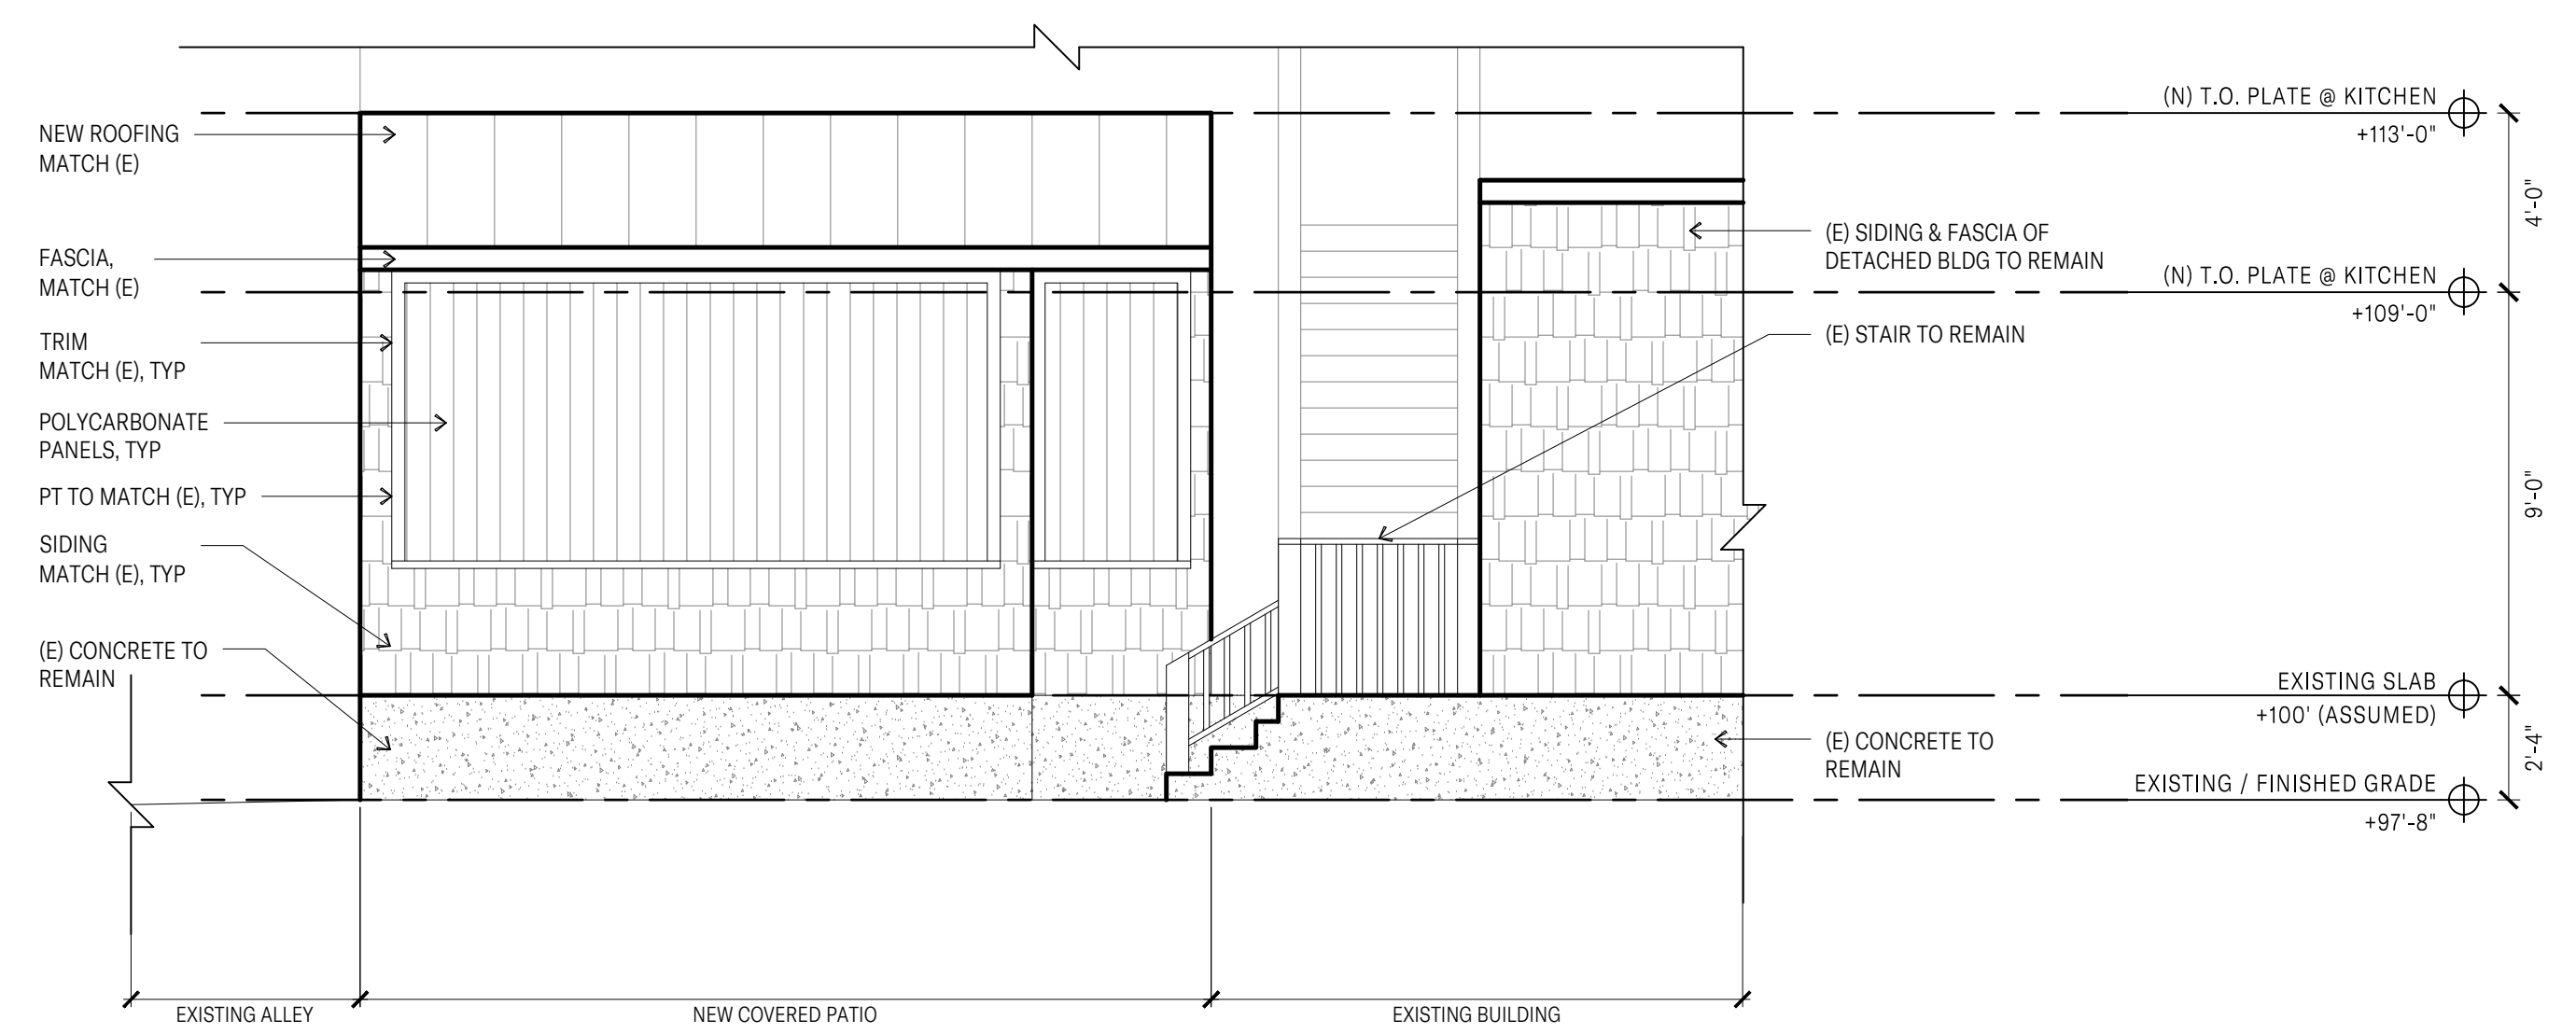 NEW ROOFING
MATCH (E)
FASCIA,
MATCH (E)
TRIM
MATCH (E), TYP
POLYCARBONATE
PANELS, TYP
PT TO MATCH (E), TYP
SIDING
MATCH (E), TYP
(E) CONCRETE TO
REMAIN
(E) SIDING & FASCIA OF
DETACHED BLDG TO REMAIN
(E) STAIR TO REMAIN
(E) CONCRETE TO
REMAIN
(N) T.O. PLATE @ KITCHEN
+113'-0"
(N) T.O. PLATE @ KITCHEN
+109'-0"
EXISTING SLAB
+100' (ASSUMED)
EXISTING / FINISHED GRADE
+97'-8"
4'-0"
9'-0"
2'-4"
EXISTING ALLEY
NEW COVERED PATIO
EXISTING BUILDING